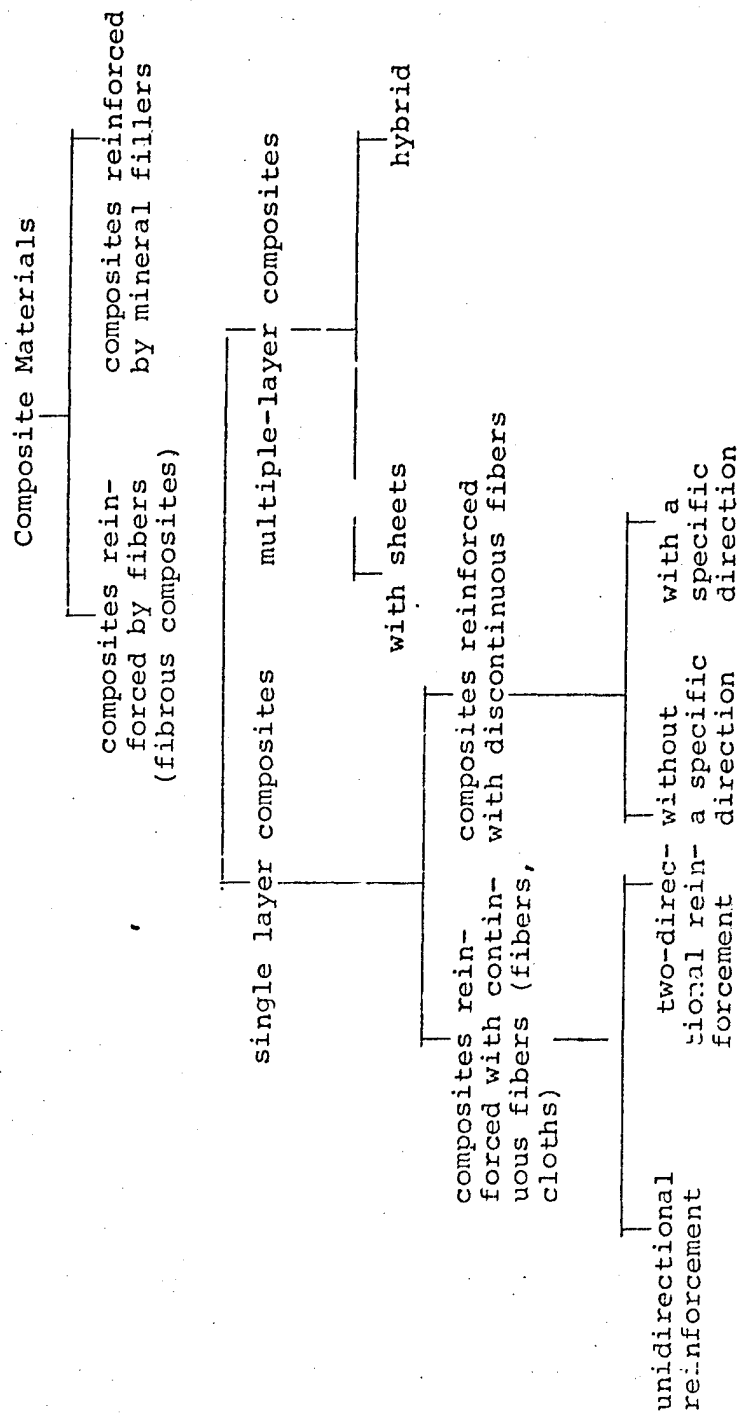 Composite Materials
composites rein-
forced by fibers
(fibrous composites)
composites reinforced
by mineral fillers
single layer composites
multiple-layer composites
with sheets
hybrid
composites rein-
forced with contin-
uous fibers (fibers,
cloths)
composites reinforced
with discontinuous fibers
unidirectional
reinforcement
two-direc-
tional rein-
forcement
without
a specific
direction
with a
specific
direction